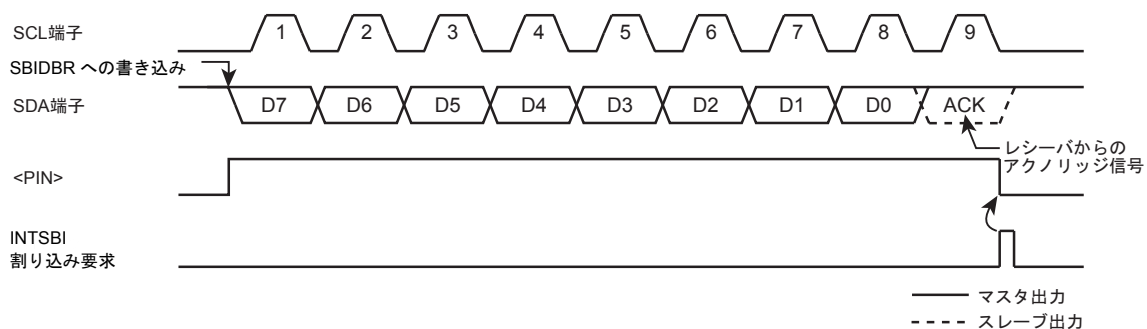 SCL端子
1 2 3 4 5 6 7 8 9
SBIDBR への書き込み
SDA端子
D7 D6 D5 D4 D3 D2 D1 D0 ACK
レシーバからの
アクノリッジ信号
<PIN>
INTSBI
割り込み要求
マスタ出力
スレーブ出力